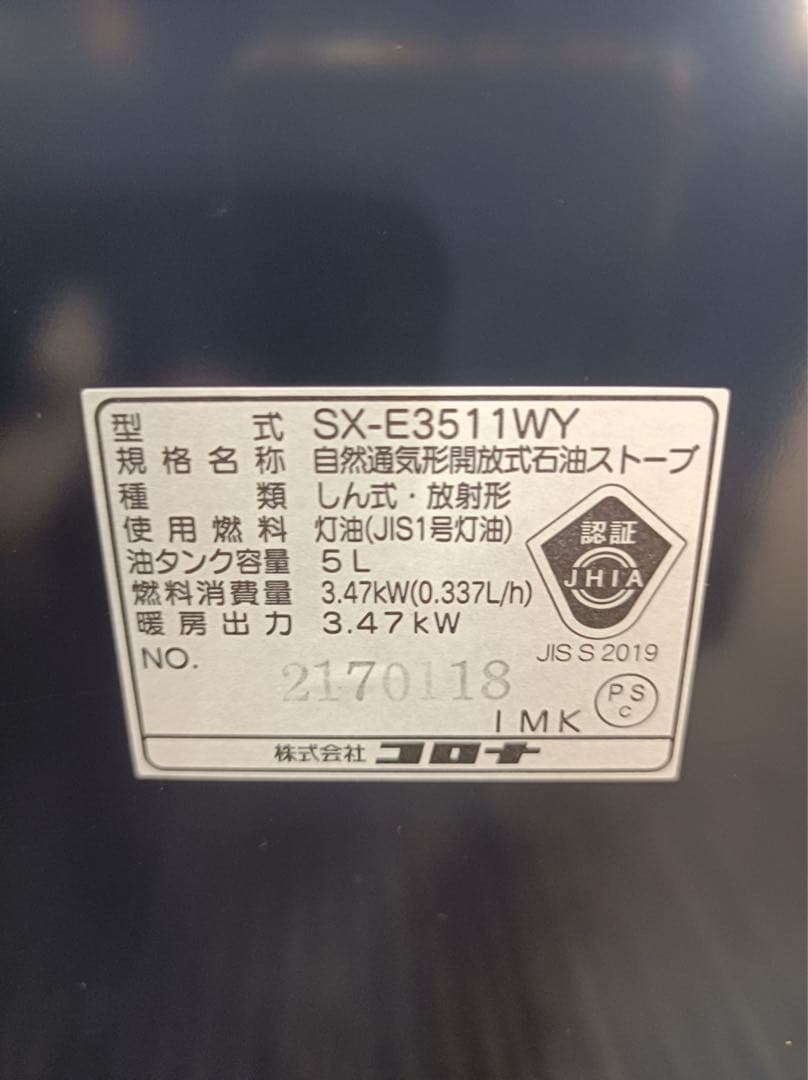 型式 SX-E3511WY
規格名称 自然通気形開放式石油ストーブ
種類 しん式・放射形
使用燃料 灯油(JIS1号灯油)
油タンク容量 5L
燃料消費量 3.47kW(0.337L/h)
暖房出力 3.47kW
認証
JHIA
JIS S 2019
NO. 2170118
IMK
PS
C
株式会社 コロナ